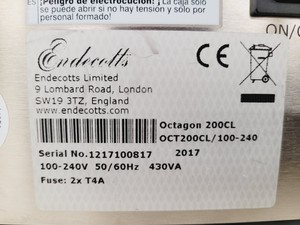 ¡Peligro de electrocución! ¡La caja sólo
se puede abrir si no hay tensión y solo por
personal formado!
ON/
Endecotts
CE
Endecotts Limited
9 Lombard Road, London
SW19 3TZ, England
www.endecotts.com
Octagon 200CL
OCT200CL/100-240
Serial No.1217100817 2017
100-240V 50/60Hz 430VA
Fuse: 2x T4A